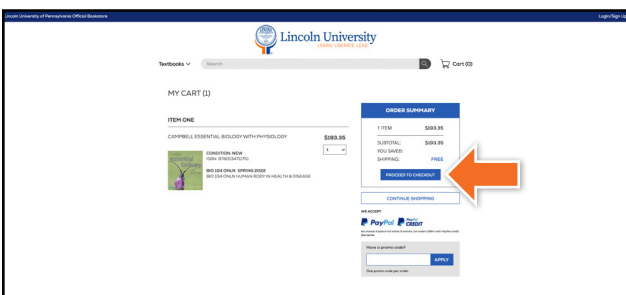 Lincoln University of Pennsylvania Official Bookstore
Login/Sign Up
Lincoln University
LEARN. LIBERATE. LEAD.
Textbooks
Search
Cart (0)
MY CART (1)
ITEM ONE
CAMPBELL ESSENTIAL BIOLOGY WITH PHYSIOLOGY
$193.35
1
essential biology
CONDITION: NEW
BIO 104 ONLN SPRING 2022
BIO 104 ONLN HUMAN BODY IN HEALTH & DISEASE
ORDER SUMMARY
1 ITEM $193.35
SUBTOTAL: $193.35
YOU SAVED:
SHIPPING: FREE
PROCEED TO CHECKOUT
CONTINUE SHOPPING
WE ACCEPT
PayPal PayPal CREDIT
Have a promo code?
APPLY
One promo code per order